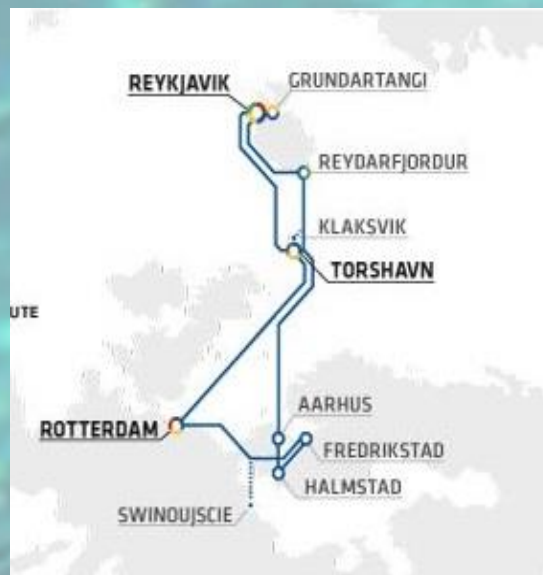 REYKJAVIK
GRUNDARTANGI
REYDARFJORDUR
KLAKSVIK
TORSHAVN
UTE
AARHUS
ROTTERDAM
FREDRIKSTAD
HALMSTAD
SWINOUJSCIE